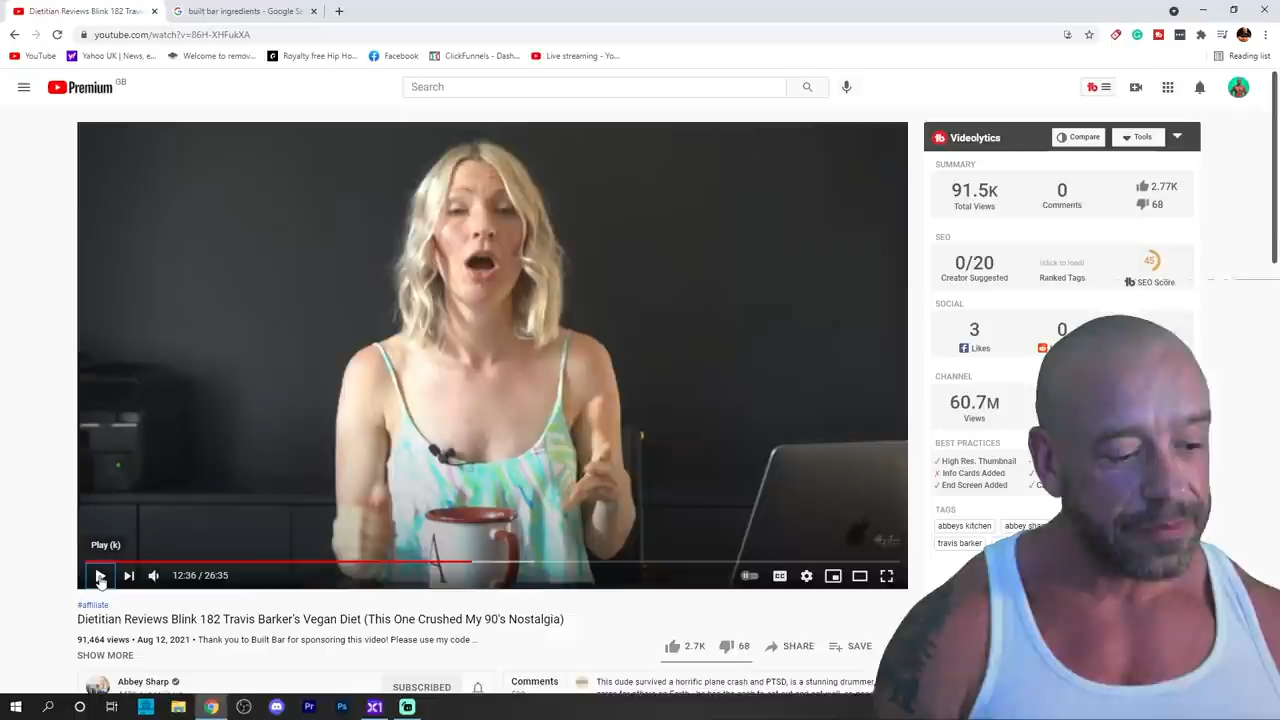 Dietitian Reviews Blink 182 Travis
built bar ingredients - Google Se
youtube.com/watch?v=86H-XHFukXA
YouTube
Yahoo UK | News, e...
Welcome to remov...
Royalty free Hip Ho...
Facebook
ClickFunnels - Dash...
Live streaming - Yo...
Reading list
Premium GB
Search
Videolytics
Compare
Tools
SUMMARY
91.5K
0
2.77K
Total Views
Comments
68
SEO
0/20
(click to load)
45
Creator Suggested
Ranked Tags
SEO Score
SOCIAL
3
0
Likes
CHANNEL
60.7M
Views
BEST PRACTICES
High Res. Thumbnail
Info Cards Added
End Screen Added
TAGS
abbeys kitchen
abbey shar
travis barker
A
Play (k)
12:36 / 26:35
#affiliate
Dietitian Reviews Blink 182 Travis Barker's Vegan Diet (This One Crushed My 90's Nostalgia)
91,464 views • Aug 12, 2021 • Thank you to Built Bar for sponsoring this video! Please use my code ...
2.7K
68
SHARE
SAVE
SHOW MORE
Abbey Sharp
SUBSCRIBED
Comments
This dude survived a horrific plane crash and PTSD, is a stunning drummer,